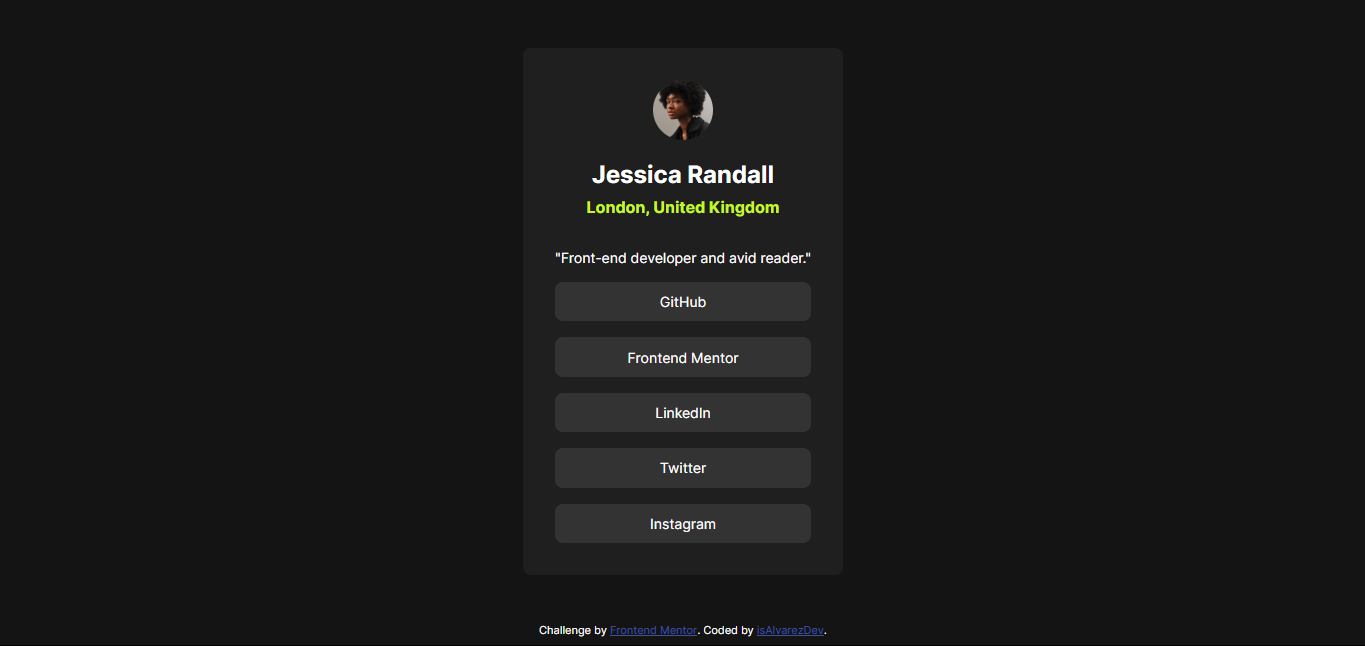 Jessica Randall
London, United Kingdom
"Front-end developer and avid reader."
GitHub
Frontend Mentor
LinkedIn
Twitter
Instagram
Challenge by Frontend Mentor. Coded by isAlvarezDev.